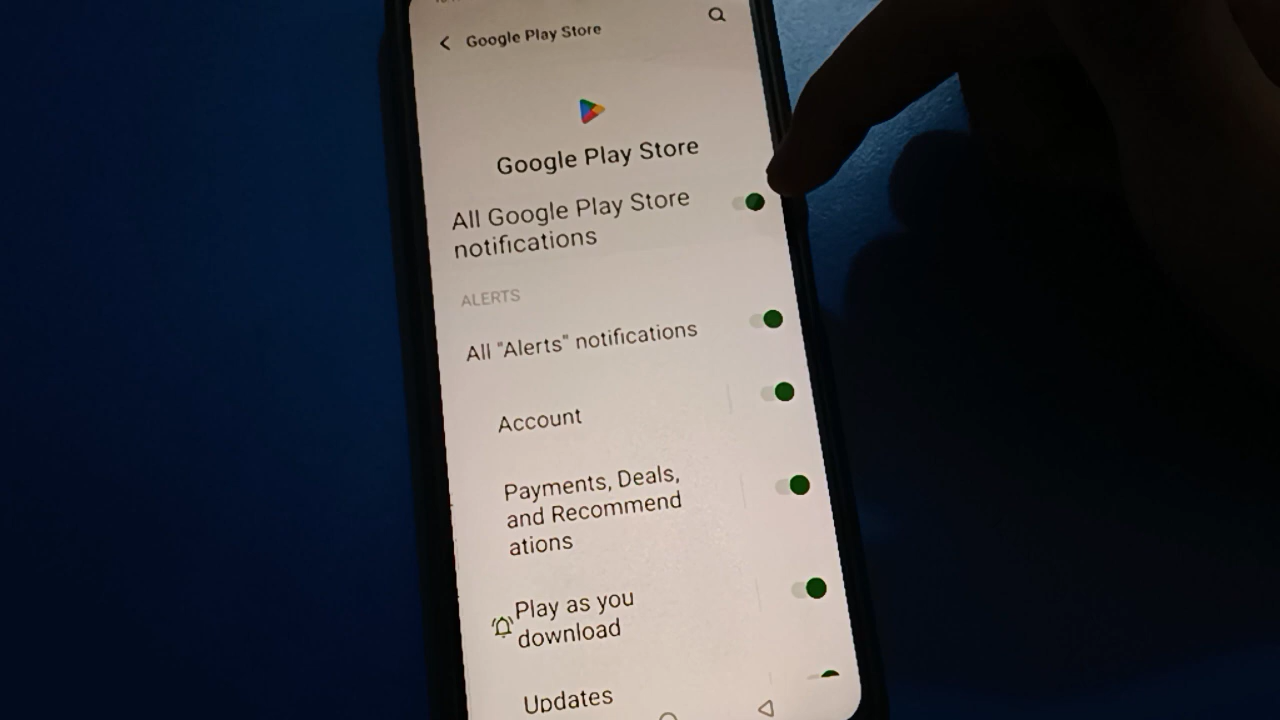 Google Play Store
Google Play Store
All Google Play Store
notifications
ALERTS
All "Alerts" notifications
Account
Payments, Deals,
and Recommend
ations
Play as you
download
Updates